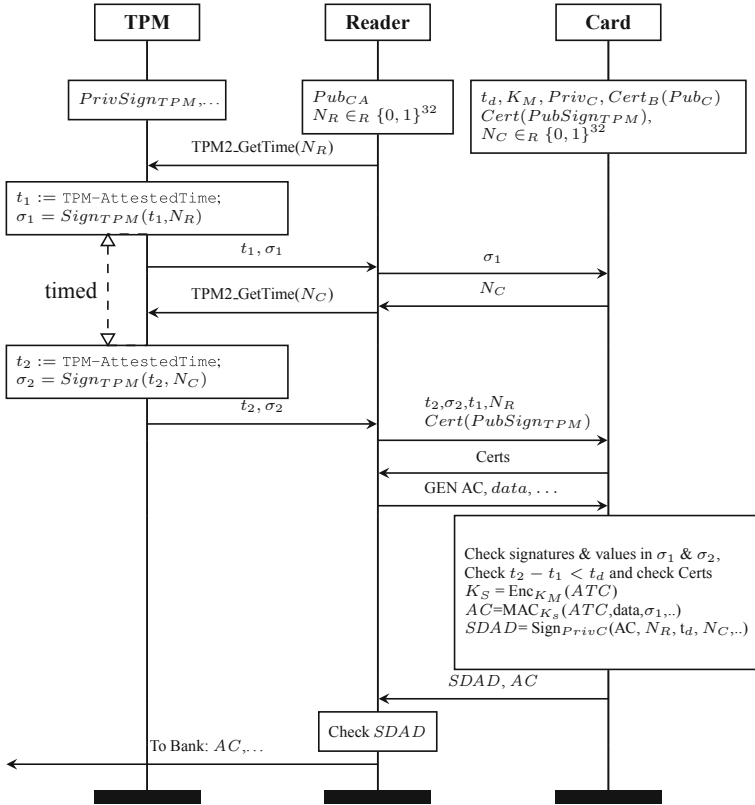 TPM
Reader
Card
PrivSign_TPM,...
Pub_CA
N_R ∈_R {0, 1}^32
t_d, K_M, Priv_C, Cert_B(Pub_C)
Cert(PubSign_TPM),
N_C ∈_R {0, 1}^32
TPM2_GetTime(N_R)
t_1 := TPM-AttestedTime;
σ_1 = Sign_TPM(t_1,N_R)
t_1, σ_1
σ_1
timed
N_C
TPM2_GetTime(N_C)
t_2 := TPM-AttestedTime;
σ_2 = Sign_TPM(t_2, N_C)
t_2, σ_2
t_2,σ_2,t_1,N_R
Cert(PubSign_TPM)
Certs
GEN AC, data, ...
Check signatures & values in σ_1 & σ_2,
Check t_2 − t_1 < t_d and check Certs
K_S = Enc_K_M(ATC)
AC=MAC_K_s(ATC,data,σ_1,..)
SDAD= Sign_PrivC(AC, N_R, t_d, N_C,..)
SDAD, AC
Check SDAD
To Bank: AC,...